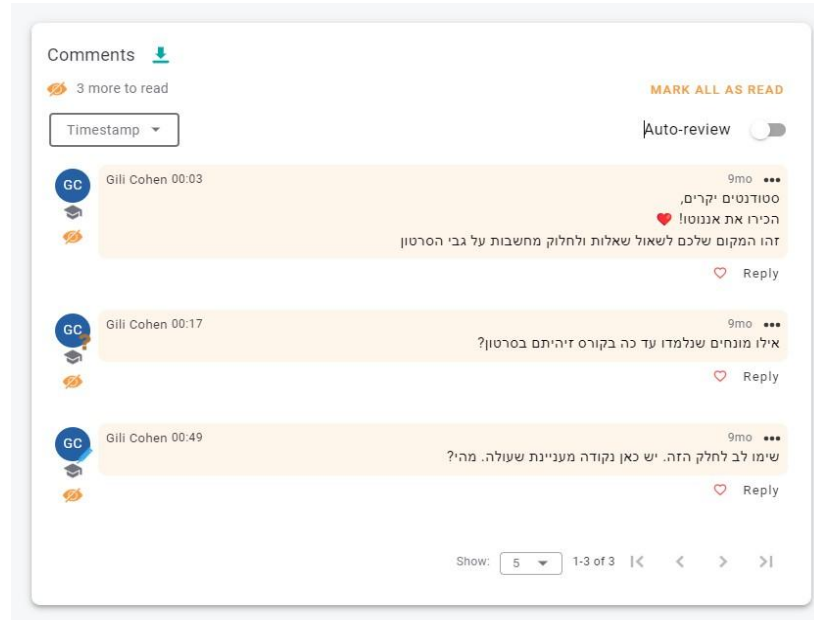 Comments
3 more to read
MARK ALL AS READ
Timestamp
Auto-review
GC
Gili Cohen 00:03
9mo
סטודנטים יקרים,
הכירו את אננוטו! ❤
זהו המקום שלכם לשאול שאלות ולחלוק מחשבות על גבי הסרטון
Reply
GC
?
Gili Cohen 00:17
9mo
אילו מונחים שנלמדו עד כה בקורס זיהיתם בסרטון?
Reply
GC
Gili Cohen 00:49
9mo
שימו לב לחלק הזה. יש כאן נקודה מעניינת שעולה. מהי?
Reply
Show: 5 1-3 of 3